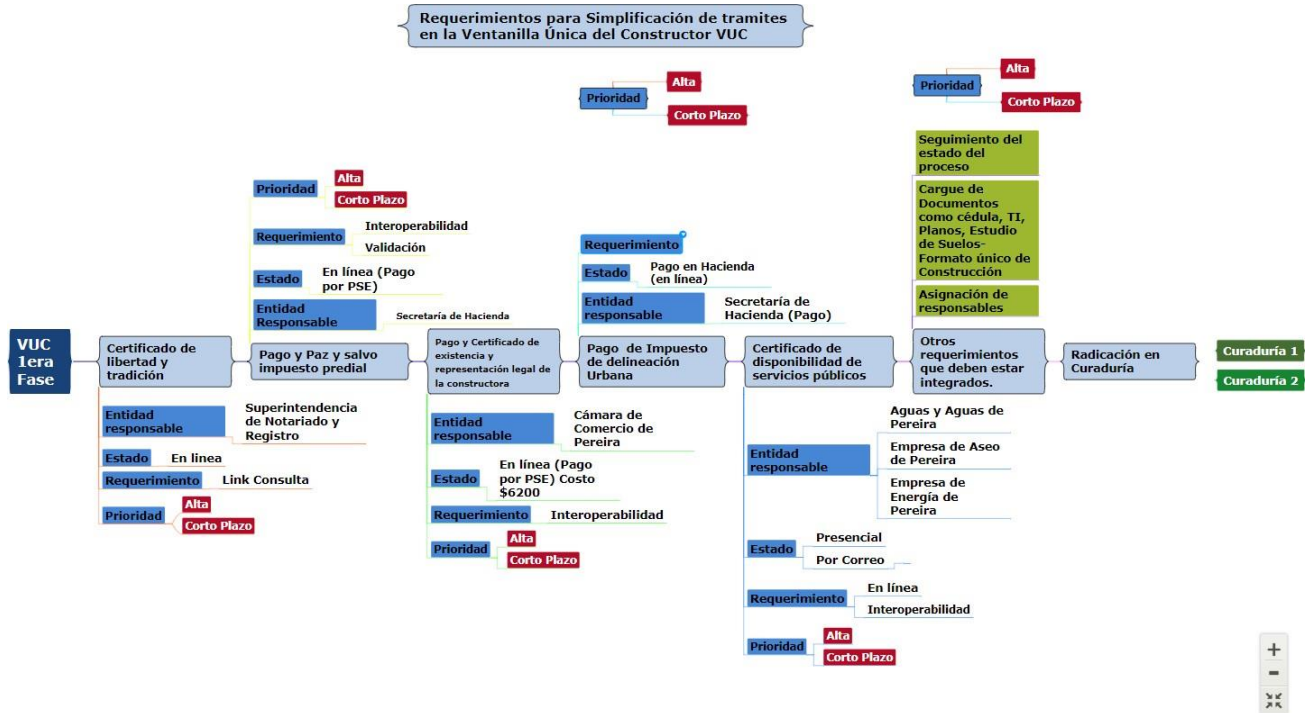 Requerimientos para Simplificación de tramites
en la Ventanilla Única del Constructor VUC
Prioridad
Alta
Corto Plazo
Prioridad
Alta
Corto Plazo
Seguimiento del
estado del
proceso
Cargue de
Documentos
como cédula, TI,
Planos, Estudio
de Suelos-
Formato único de
Construcción
Asignación de
responsables
Prioridad
Alta
Corto Plazo
Requerimiento
Interoperabilidad
Validación
Estado
En línea (Pago
por PSE)
Entidad
Responsable
Secretaría de Hacienda
Requerimiento
Estado
Pago en Hacienda
(en línea)
Entidad
responsable
Secretaría de
Hacienda (Pago)
VUC
1era
Fase
Certificado de
libertad y
tradición
Pago y Paz y salvo
impuesto predial
Pago y Certificado de
existencia y
representación legal de
la constructora
Pago de Impuesto
de delineación
Urbana
Certificado de
disponibilidad de
servicios públicos
Otros
requerimientos
que deben estar
integrados.
Radicación en
Curaduría
Curaduría 1
Curaduría 2
Entidad
responsable
Superintendencia
de Notariado y
Registro
Estado
En linea
Requerimiento
Link Consulta
Prioridad
Alta
Corto Plazo
Entidad
responsable
Cámara de
Comercio de
Pereira
Estado
En línea (Pago
por PSE) Costo
$6200
Requerimiento
Interoperabilidad
Prioridad
Alta
Corto Plazo
Entidad
responsable
Aguas y Aguas de
Pereira
Empresa de Aseo
de Pereira
Empresa de
Energía de
Pereira
Estado
Presencial
Por Correo
Requerimiento
En línea
Interoperabilidad
Prioridad
Alta
Corto Plazo